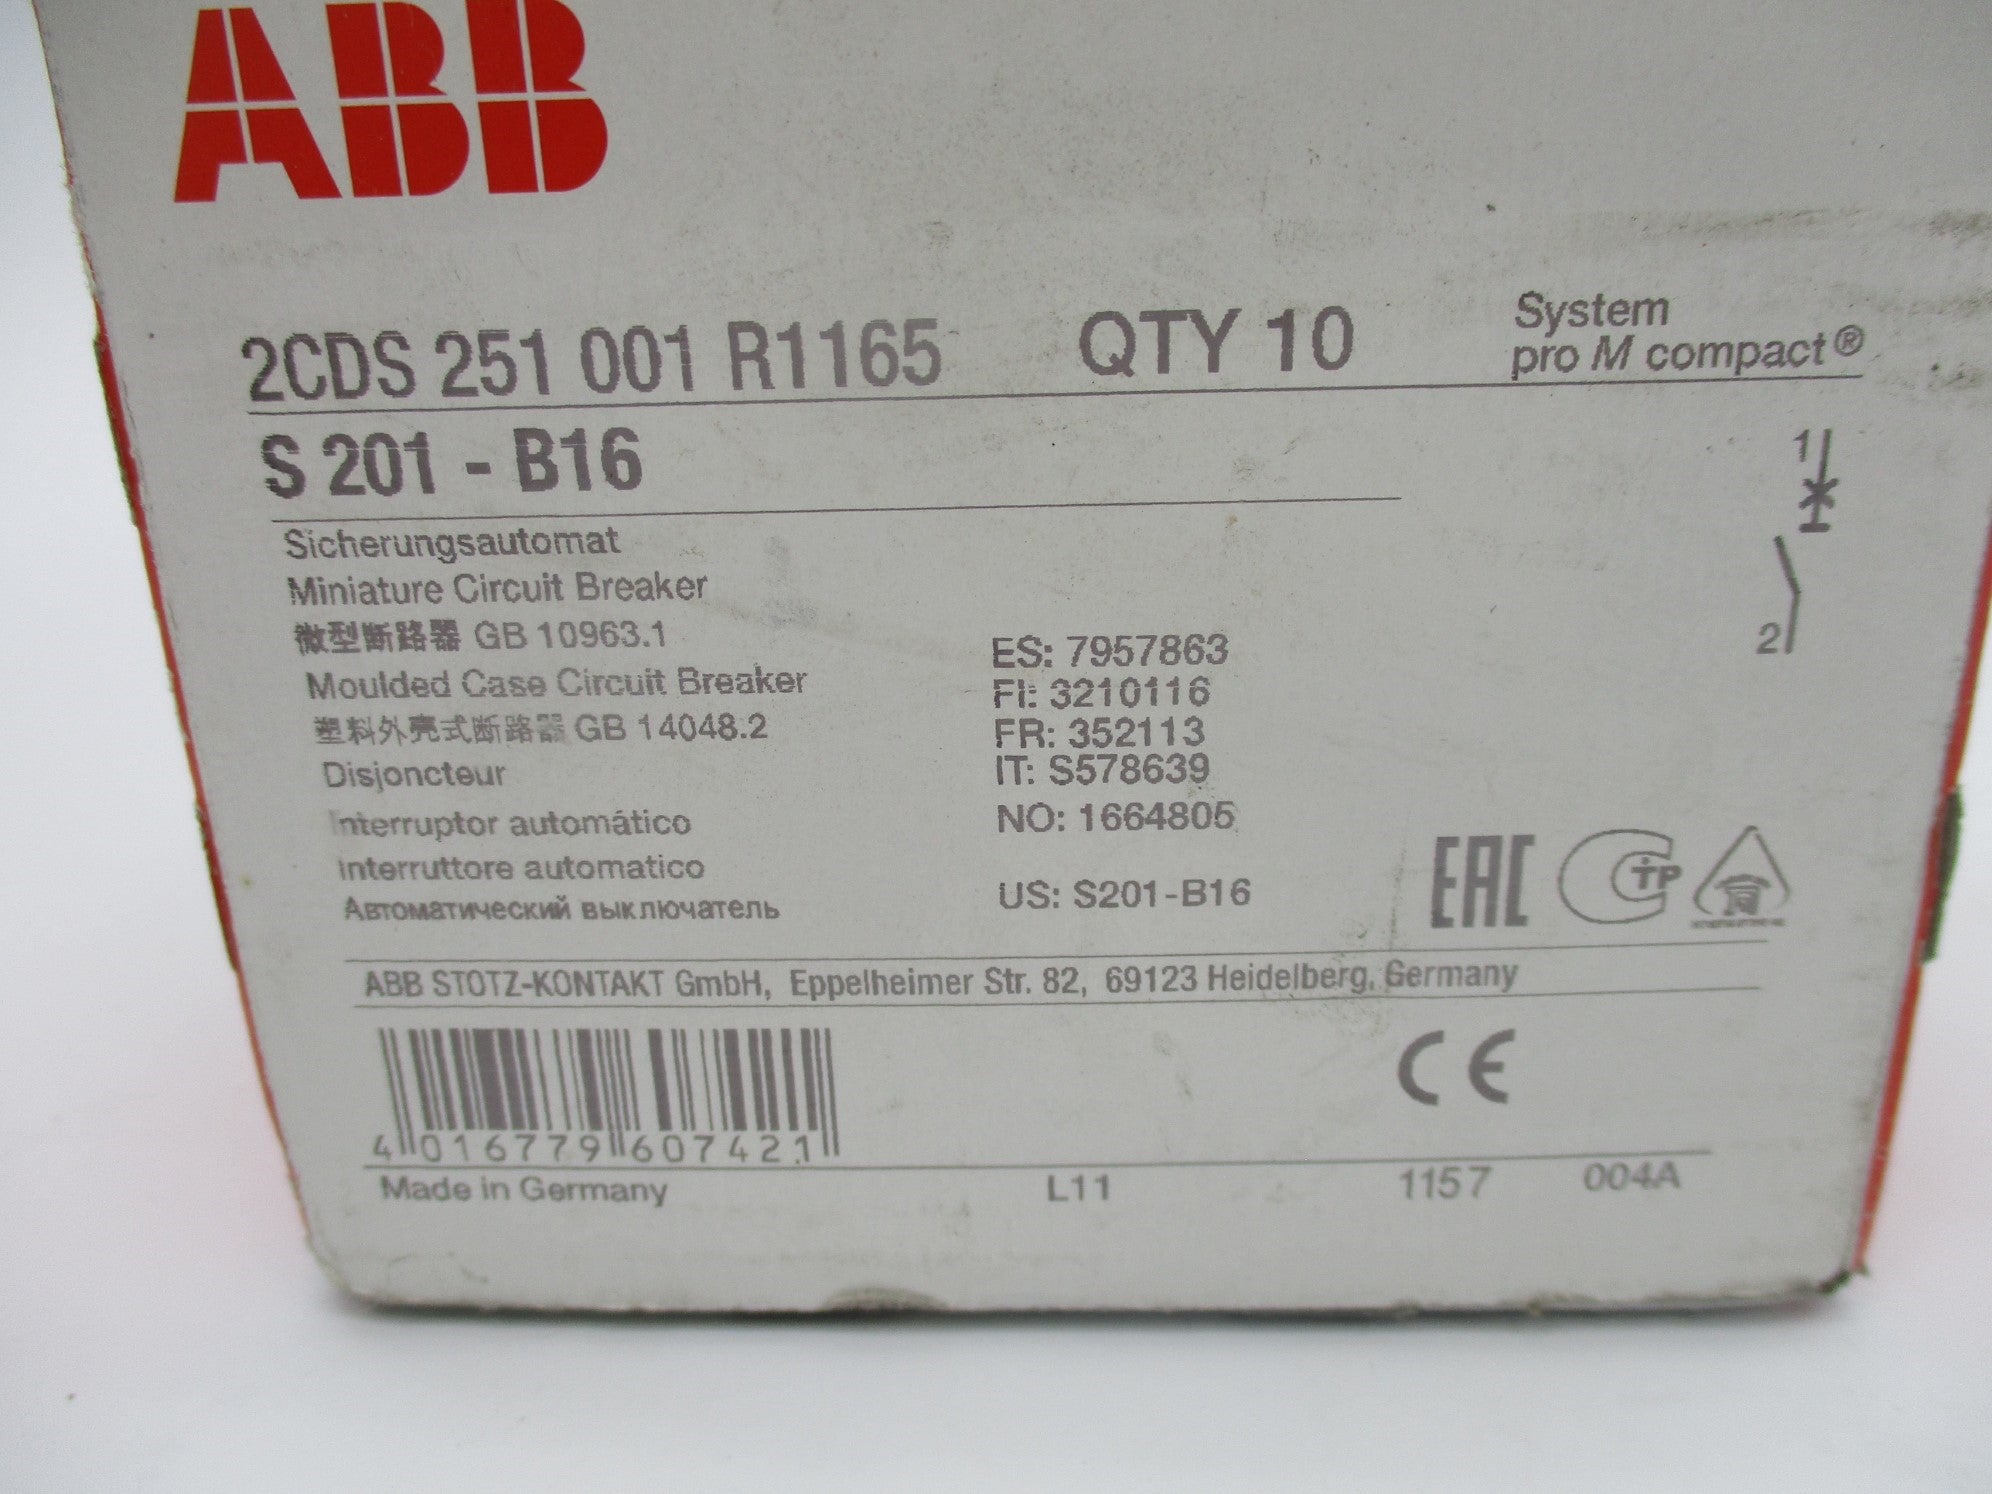 ABB
2CDS 251 001 R1165 QTY 10 System
pro M compact®
S 201 - B16
1
2
Sicherungsautomat
Miniature Circuit Breaker
微型断路器 GB 10963.1
Moulded Case Circuit Breaker
塑料外壳式断路器 GB 14048.2
Disjoncteur
Interruptor automático
Interruttore automatico
Автоматический выключатель
ES: 7957863
FI: 3210116
FR: 352113
IT: S578639
NO: 1664805
US: S201-B16
EAC
ABB STOTZ-KONTAKT GmbH, Eppelheimer Str. 82, 69123 Heidelberg, Germany
CE
4 016779 607421
Made in Germany L11 1157 004A